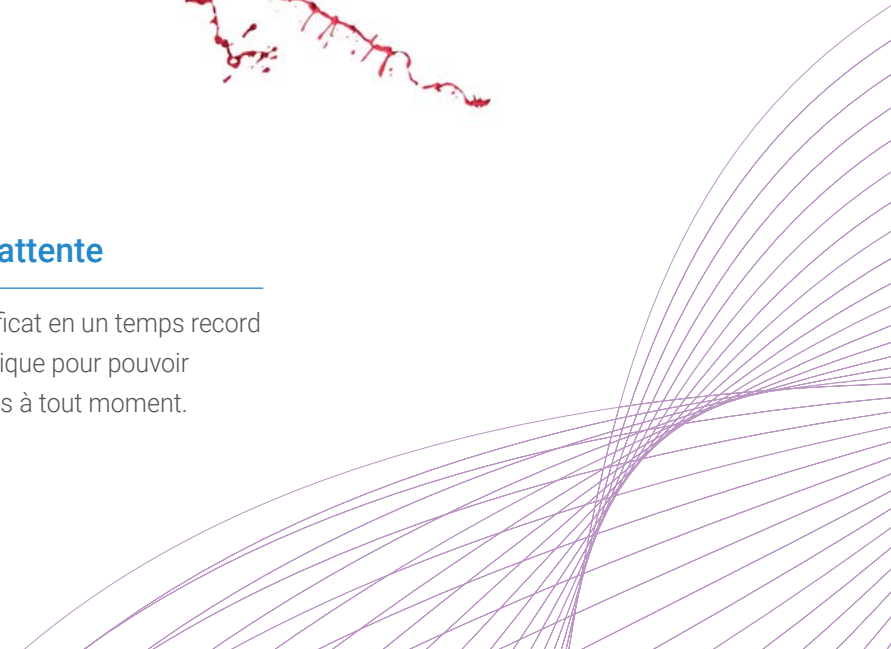 attente
ficat en un temps record
ique pour pouvoir
s à tout moment.